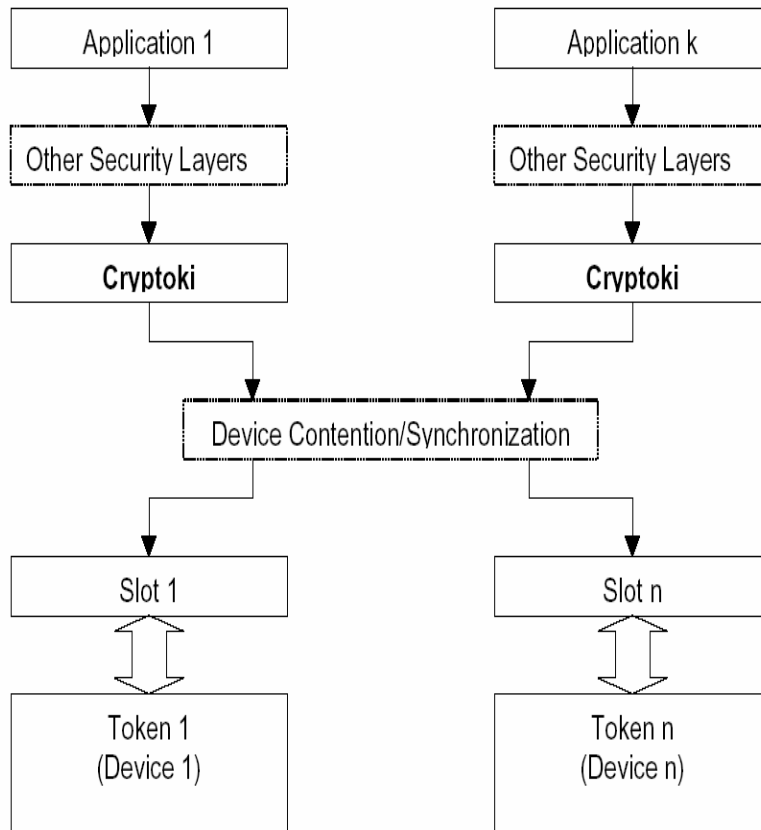 Application 1
Application k
Other Security Layers
Other Security Layers
Cryptoki
Cryptoki
Device Contention/Synchronization
Slot 1
Slot n
Token 1
(Device 1)
Token n
(Device n)